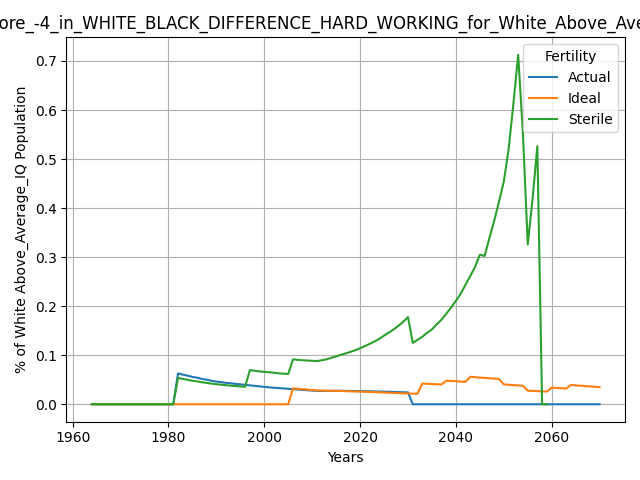 ore_-4_in_WHITE_BLACK_DIFFERENCE_HARD_WORKING_for_White_Above_Ave
Fertility
Actual
Ideal
Sterile
% of White Above_Average_IQ Population
0.7
0.6
0.5
0.4
0.3
0.2
0.1
0.0
1960
1980
2000
2020
2040
2060
Years